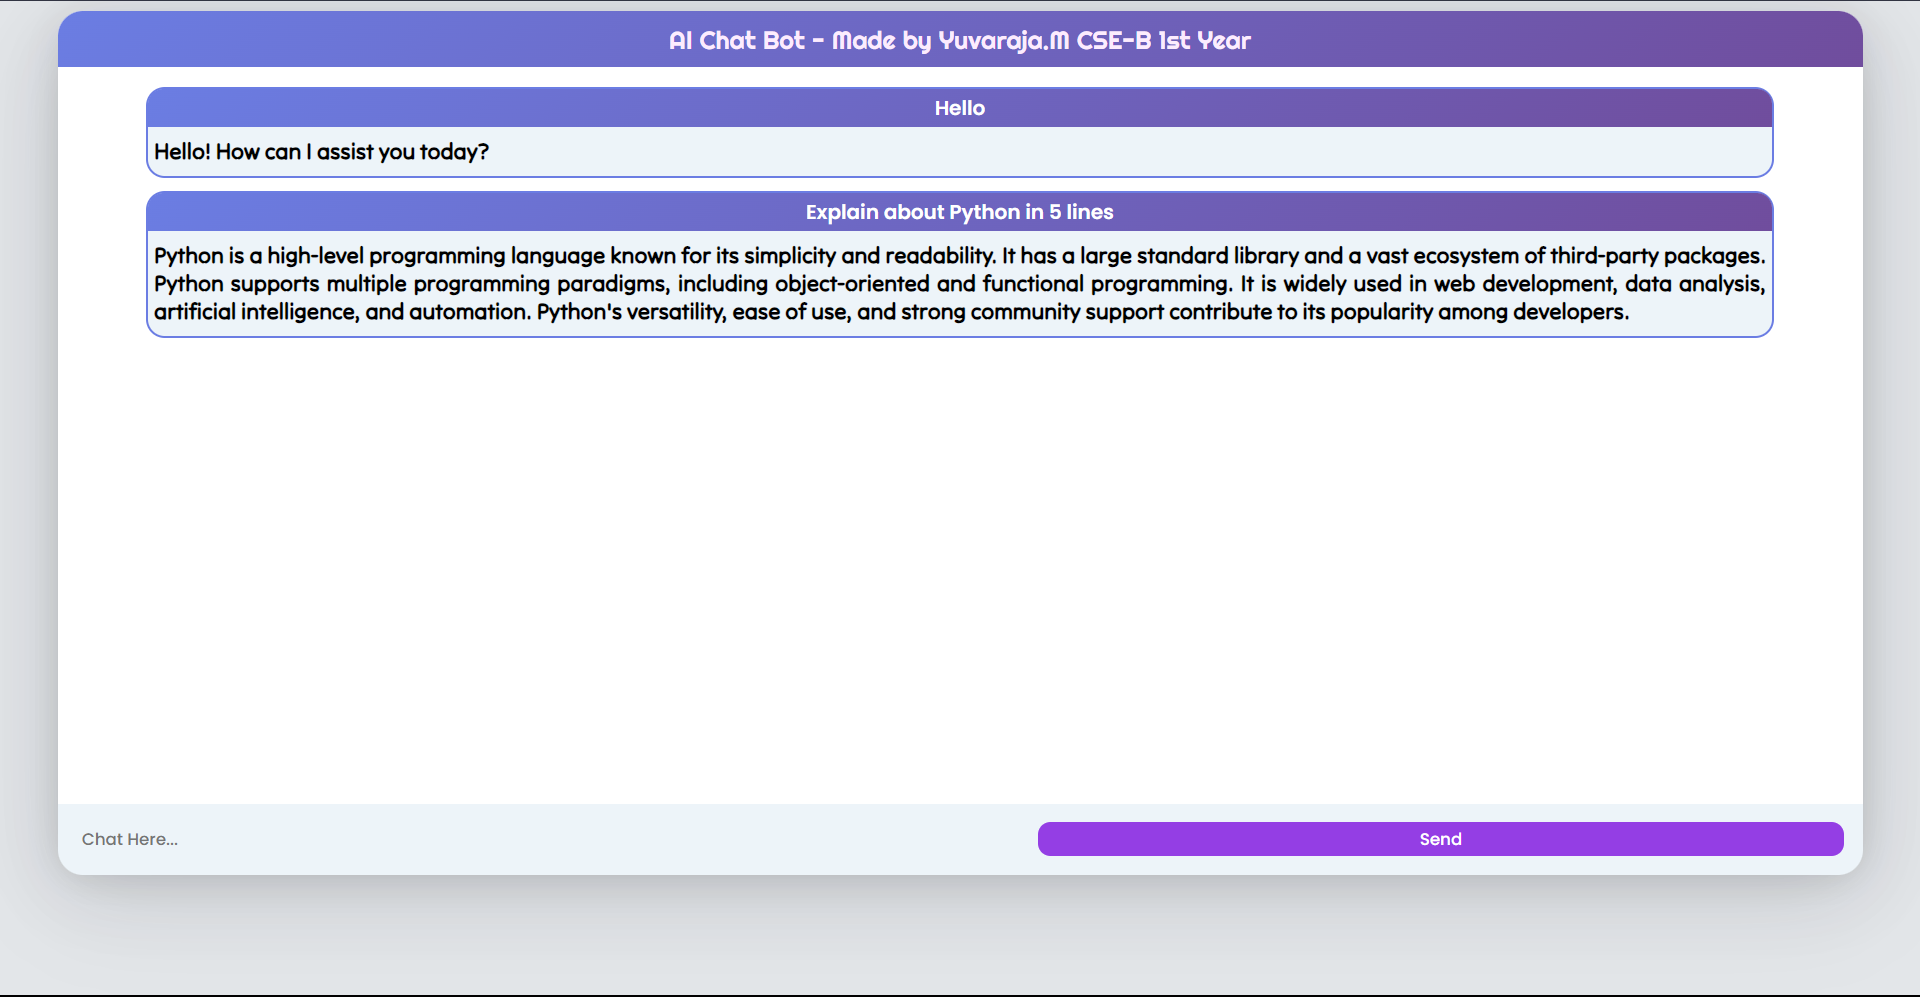 AI Chat Bot - Made by Yuvaraja.M CSE-B 1st Year
Hello
Hello! How can I assist you today?
Explain about Python in 5 lines
Python is a high-level programming language known for its simplicity and readability. It has a large standard library and a vast ecosystem of third-party packages.
Python supports multiple programming paradigms, including object-oriented and functional programming. It is widely used in web development, data analysis,
artificial intelligence, and automation. Python's versatility, ease of use, and strong community support contribute to its popularity among developers.
Chat Here...
Send